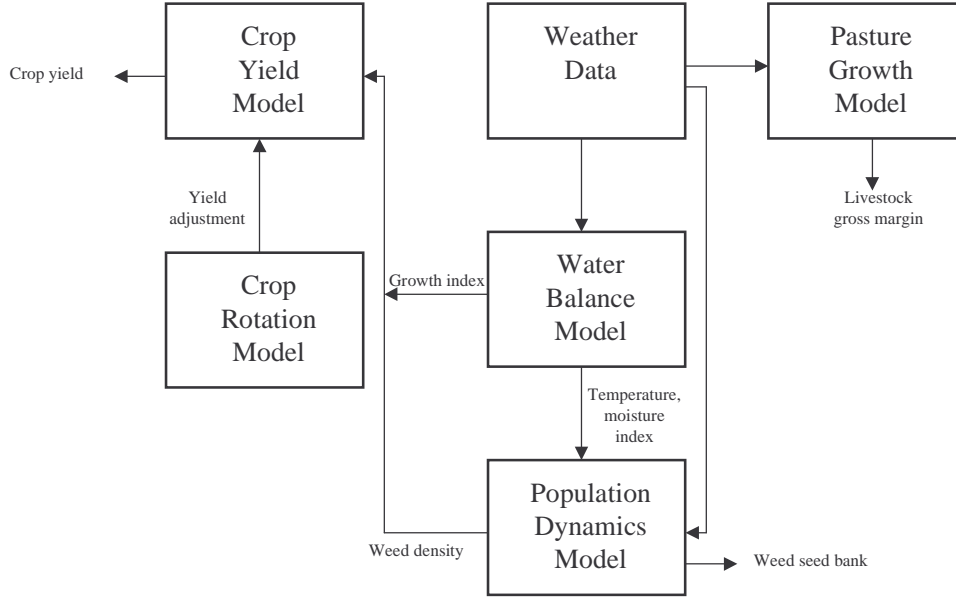 Crop
Yield
Model
Weather
Data
Pasture
Growth
Model
Crop yield
Yield
adjustment
Livestock
gross margin
Crop
Rotation
Model
Growth index
Water
Balance
Model
Temperature,
moisture
index
Population
Dynamics
Model
Weed density
Weed seed bank